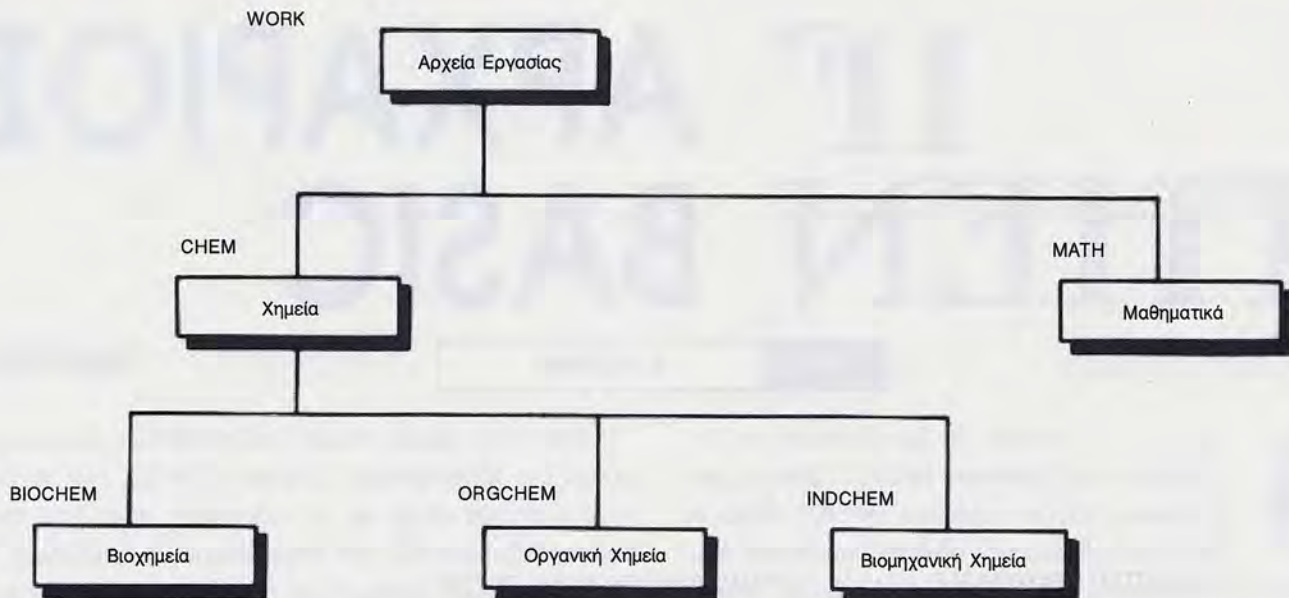 WORK
Αρχεία Εργασίας
CHEM
Χημεία
MATH
Μαθηματικά
BIOCHEM
Βιοχημεία
ORGCHEM
Οργανική Χημεία
INDCHEM
Βιομηχανική Χημεία